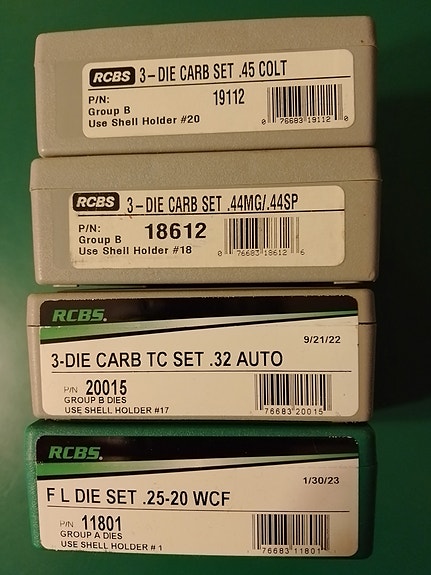 RCBS 3-DIE CARB SET .45 COLT
P/N: 19112
Group B
Use Shell Holder #20
0 76683 19112 0
RCBS 3-DIE CARB SET .44MG/.44SP
P/N: 18612
Group B
Use Shell Holder #18
0 76683 18612 6
RCBS.
9/21/22
3-DIE CARB TC SET .32 AUTO
P/N 20015
GROUP B DIES
USE SHELL HOLDER #17
76683 20015
RCBS.
1/30/23
F L DIE SET .25-20 WCF
P/N 11801
GROUP A DIES
USE SHELL HOLDER # 1
76683 11801